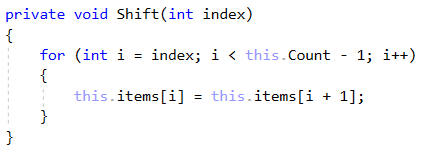 private void Shift(int index)
{
    for (int i = index; i < this.Count - 1; i++)
    {
        this.items[i] = this.items[i + 1];
    }
}